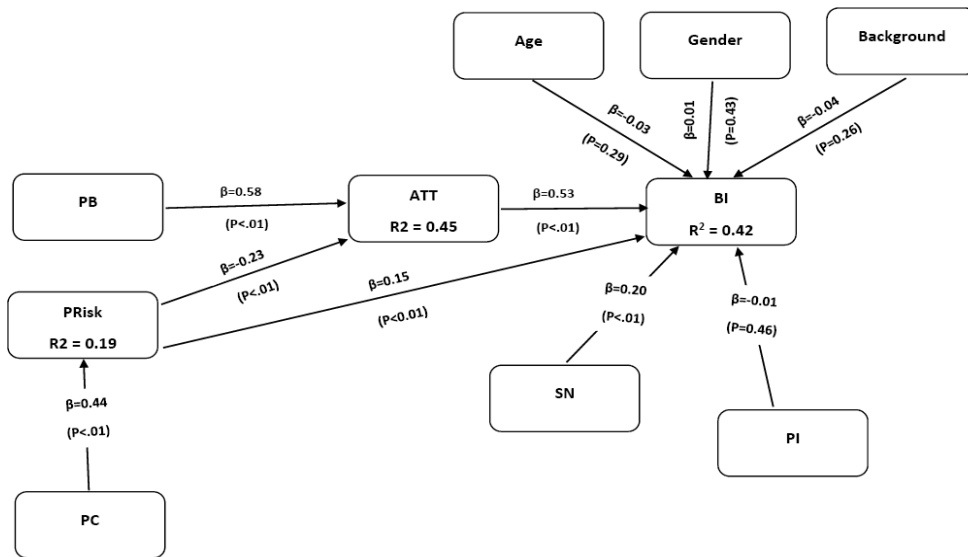 Age
Gender
Background
β=-0.03
(P=0.29)
β=0.01
(P=0.43)
β=-0.04
(P=0.26)
PB
β=0.58
(P<.01)
ATT
R2 = 0.45
β=0.53
(P<.01)
BI
R² = 0.42
β=-0.23
(P<.01)
β=0.15
(P<0.01)
PRisk
R2 = 0.19
β=0.20
(P<.01)
β=-0.01
(P=0.46)
SN
PI
β=0.44
(P<.01)
PC